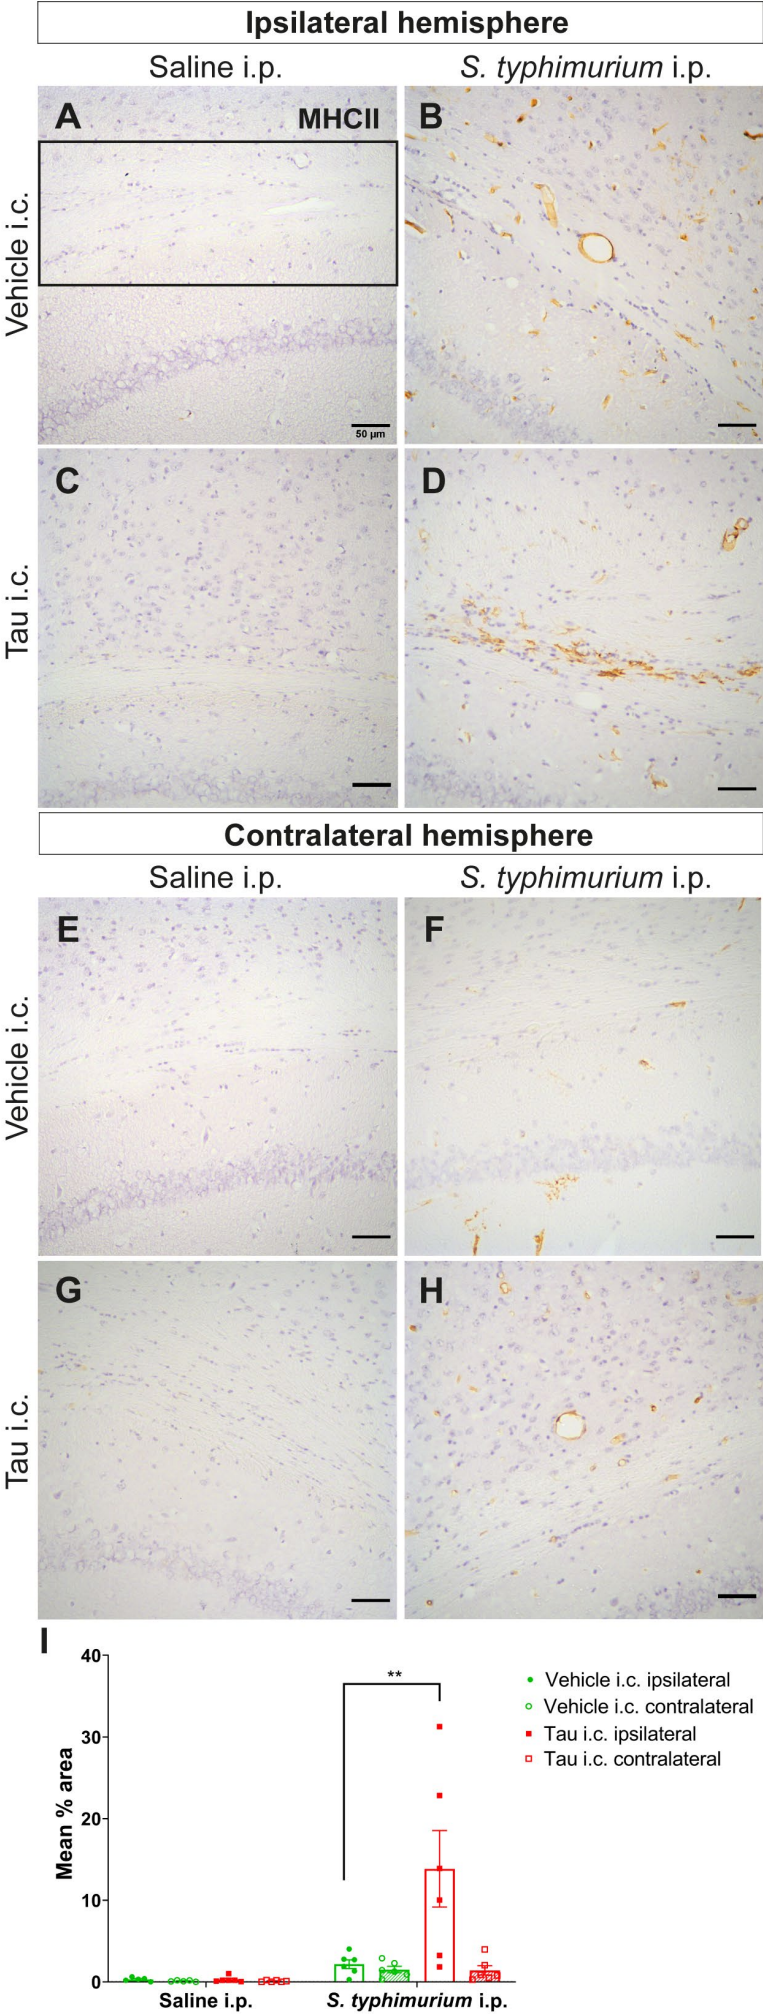 Ipsilateral hemisphere
Saline i.p.
S. typhimurium i.p.
Vehicle i.c.
A
MHCII
B
50 µm
Tau i.c.
C
D
Contralateral hemisphere
Saline i.p.
S. typhimurium i.p.
Vehicle i.c.
E
F
Tau i.c.
G
H
I
Mean % area
40
30
20
10
0
**
Vehicle i.c. ipsilateral
Vehicle i.c. contralateral
Tau i.c. ipsilateral
Tau i.c. contralateral
Saline i.p.
S. typhimurium i.p.